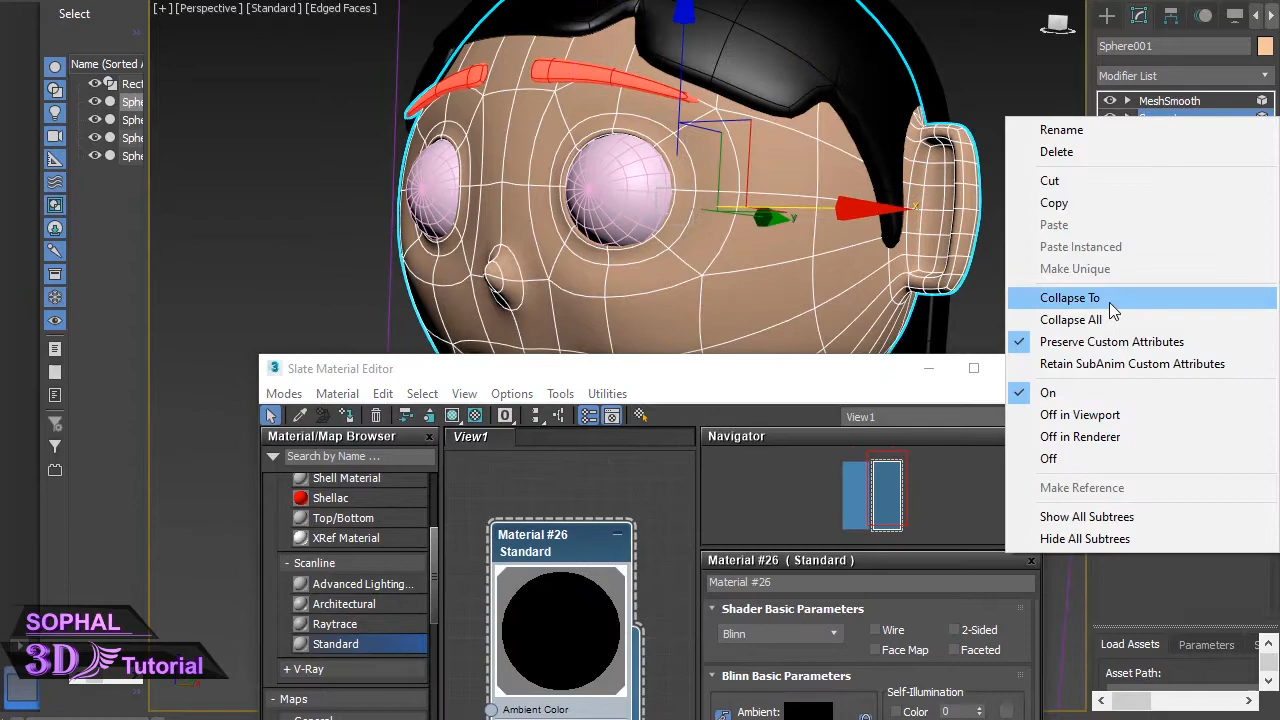 Select
[+] [Perspective] [Standard] [Edged Faces]
Name (Sorted A
Rect
Sphe
Sphe
Sphe
Sphe
x
y
Sphere001
Modifier List
MeshSmooth
Rename
Delete
Cut
Copy
Paste
Paste Instanced
Make Unique
Collapse To
Collapse All
Preserve Custom Attributes
Retain SubAnim Custom Attributes
On
Off in Viewport
Off in Renderer
Off
Make Reference
Show All Subtrees
Hide All Subtrees
3 Slate Material Editor
Modes Material Edit Select View Options Tools Utilities
0 View1
Material/Map Browser x
Search by Name ...
Shell Material
Shellac
Top/Bottom
XRef Material
- Scanline
Advanced Lighting...
Architectural
Raytrace
Standard
+ V-Ray
- Maps
View1
Material #26
Standard
Ambient Color
Navigator
Material #26 ( Standard ) x
Material #26
Shader Basic Parameters
Blinn
Wire 2-Sided
Face Map Faceted
Blinn Basic Parameters
Self-Illumination
Ambient:
Color 0
Load Assets Parameters
Asset Path:
SOPHAL
3D Tutorial